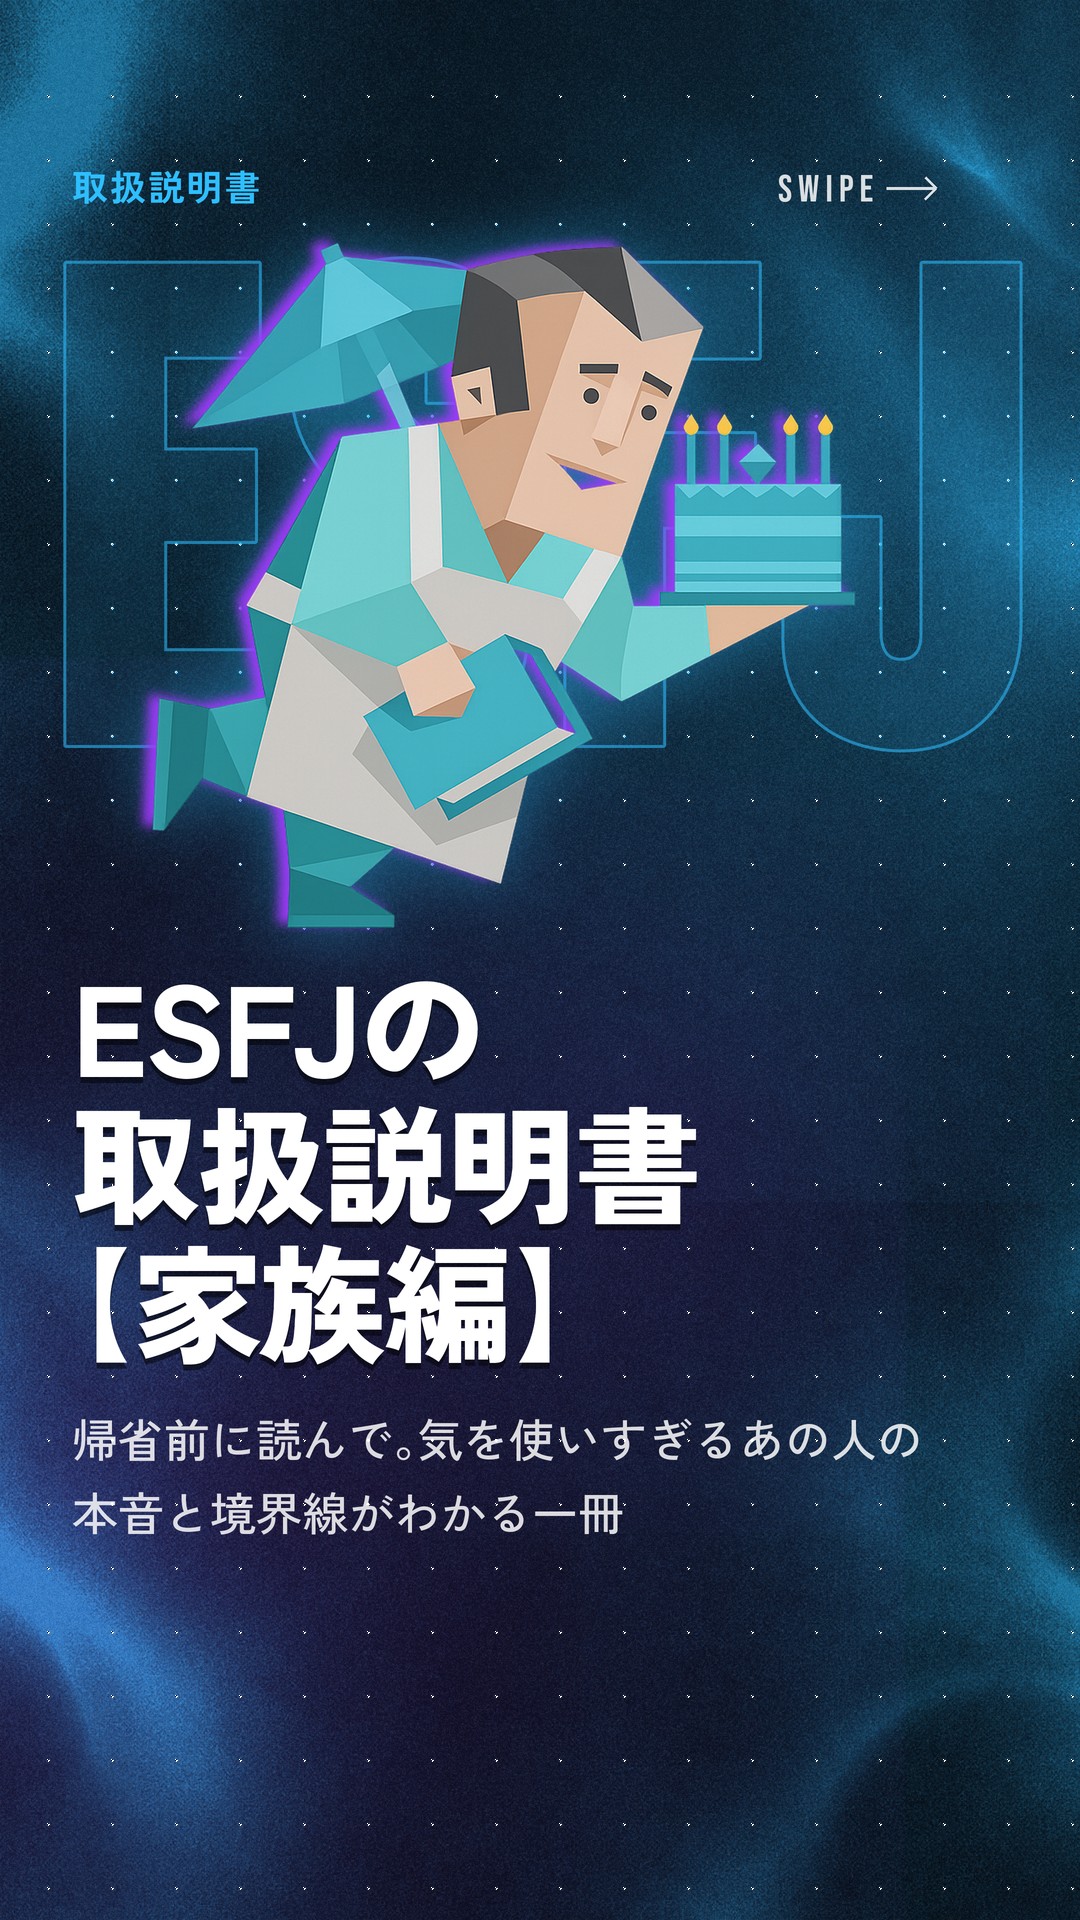 取扱説明書
SWIPE →
ESFJ
ESFJの
取扱説明書
【家族編】
帰省前に読んで。気を使いすぎるあの人の
本音と境界線がわかる一冊